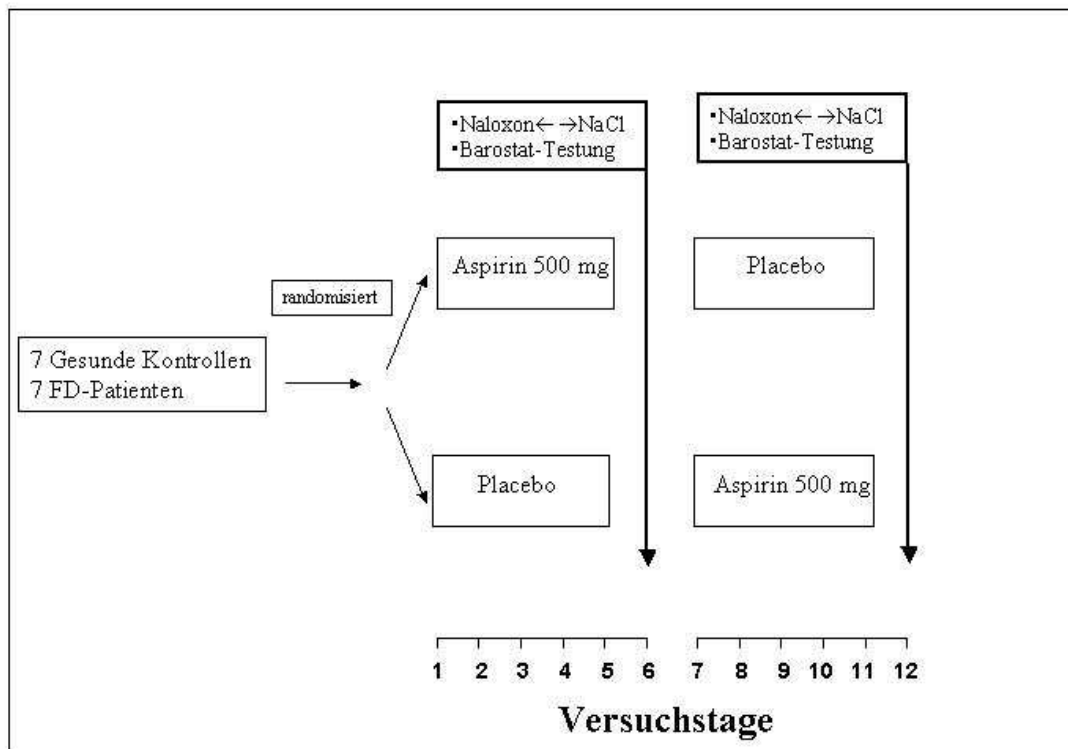 ▪Naloxon← →NaCl
▪Barostat-Testung
▪Naloxon← →NaCl
▪Barostat-Testung
Aspirin 500 mg
Placebo
randomisiert
7 Gesunde Kontrollen
7 FD-Patienten
Placebo
Aspirin 500 mg
1 2 3 4 5 6 7 8 9 10 11 12
Versuchstage